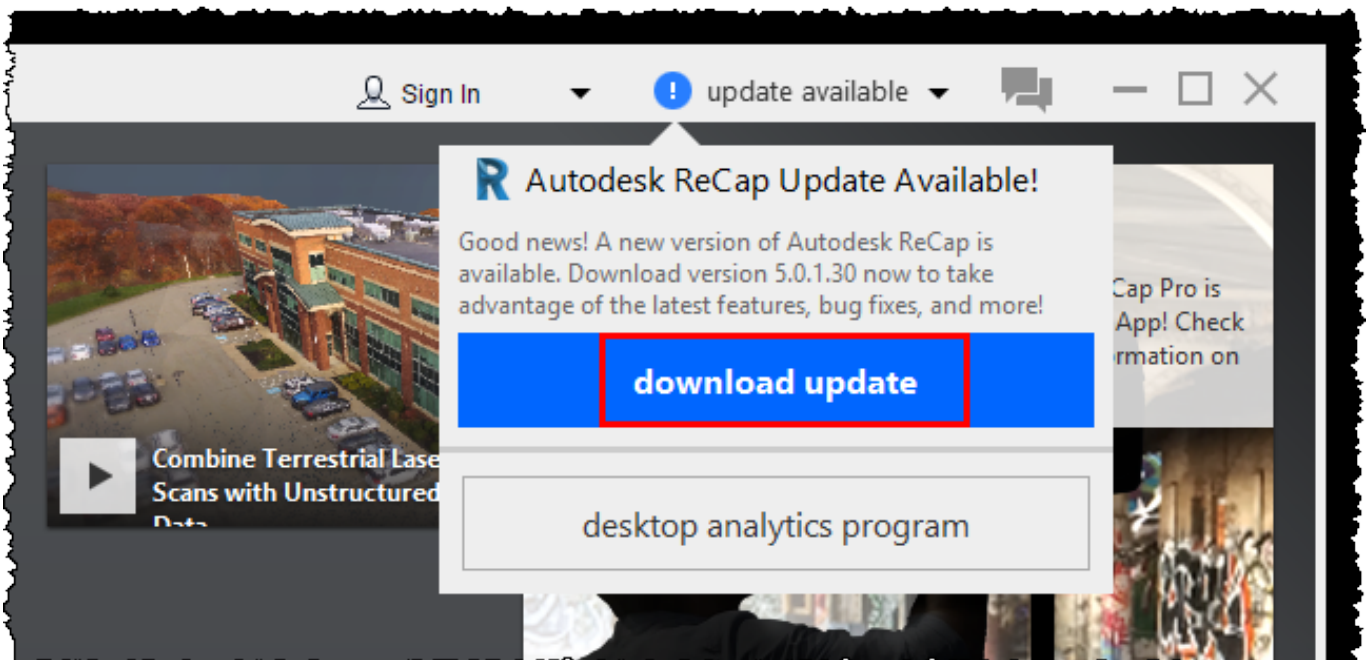 Sign In
! update available
Autodesk ReCap Update Available!
Good news! A new version of Autodesk ReCap is
available. Download version 5.0.1.30 now to take
advantage of the latest features, bug fixes, and more!
download update
desktop analytics program
Combine Terrestrial Lase
Scans with Unstructured
Data
Cap Pro is
App! Check
rmation on